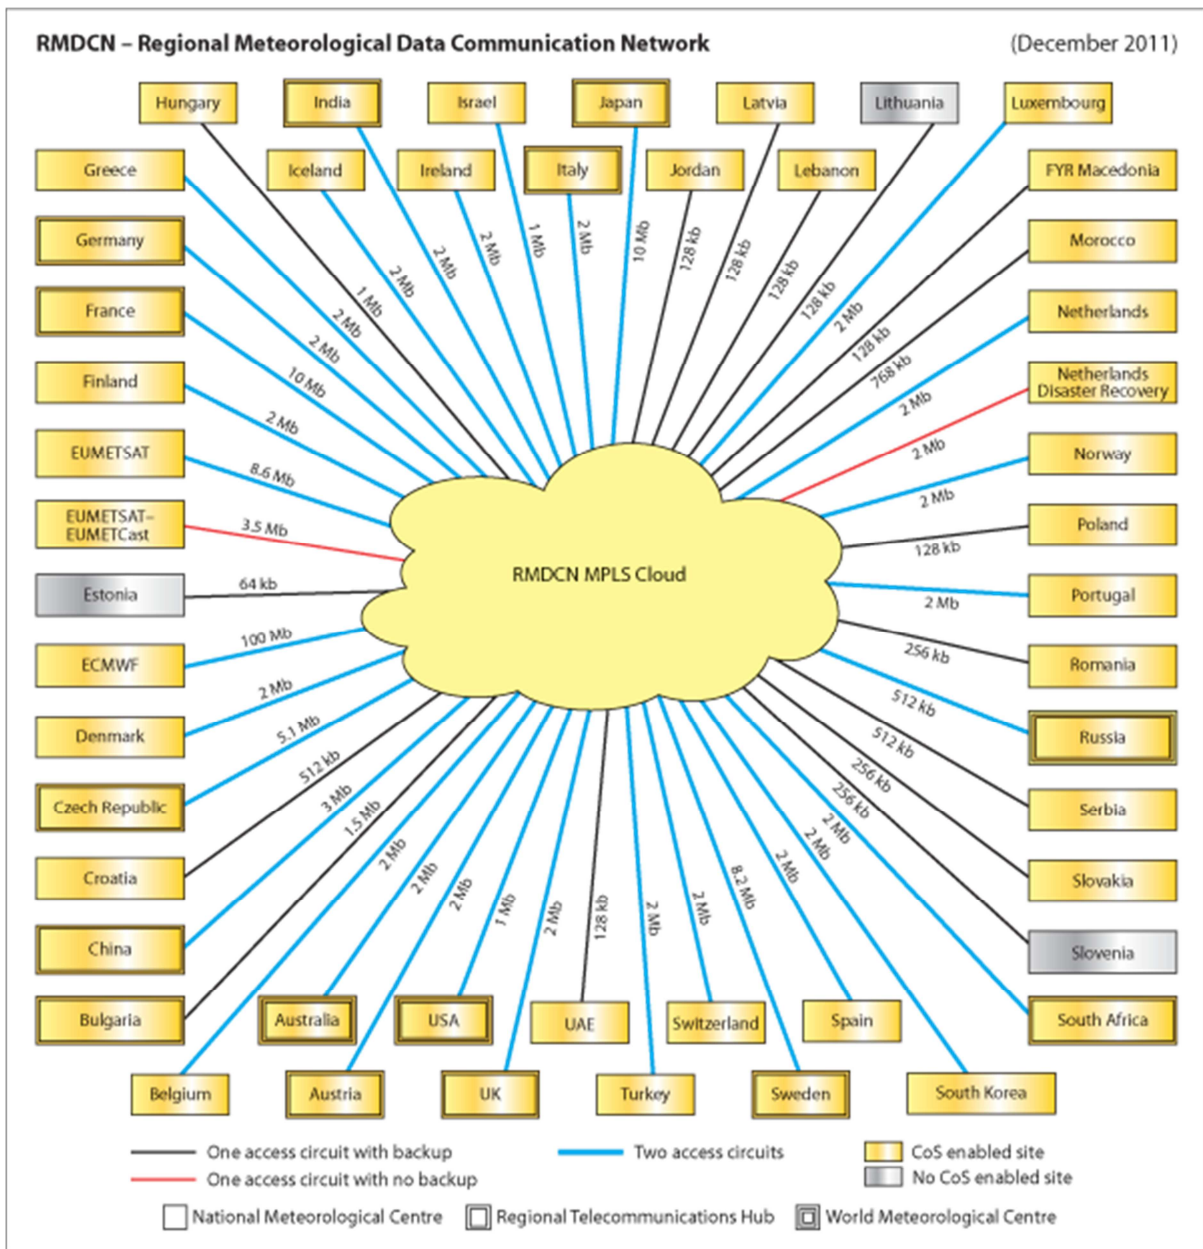 RMDCN – Regional Meteorological Data Communication Network
(December 2011)
Hungary
India
Israel
Japan
Latvia
Lithuania
Luxembourg
Greece
Iceland
Ireland
Italy
Jordan
Lebanon
FYR Macedonia
Germany
Morocco
France
Netherlands
Finland
Netherlands
Disaster Recovery
EUMETSAT
Norway
EUMETSAT–
EUMETCast
Poland
Estonia
Portugal
ECMWF
Romania
Denmark
Russia
Czech Republic
Serbia
Croatia
Slovakia
China
Slovenia
Bulgaria
Australia
USA
UAE
Switzerland
Spain
South Africa
Belgium
Austria
UK
Turkey
Sweden
South Korea
1 Mb
2 Mb
2 Mb
2 Mb
1 Mb
2 Mb
10 Mb
128 kb
128 kb
128 kb
128 kb
2 Mb
128 kb
768 kb
2 Mb
2 Mb
2 Mb
128 kb
2 Mb
256 kb
512 kb
512 kb
256 kb
256 kb
2 Mb
2 Mb
2 Mb
8.2 Mb
2 Mb
2 Mb
128 kb
2 Mb
1 Mb
2 Mb
2 Mb
2 Mb
1.5 Mb
3 Mb
512 kb
5.1 Mb
2 Mb
100 Mb
64 kb
3.5 Mb
8.6 Mb
2 Mb
10 Mb
2 Mb
2 Mb
RMDCN MPLS Cloud
One access circuit with backup
Two access circuits
CoS enabled site
One access circuit with no backup
No CoS enabled site
National Meteorological Centre
Regional Telecommunications Hub
World Meteorological Centre